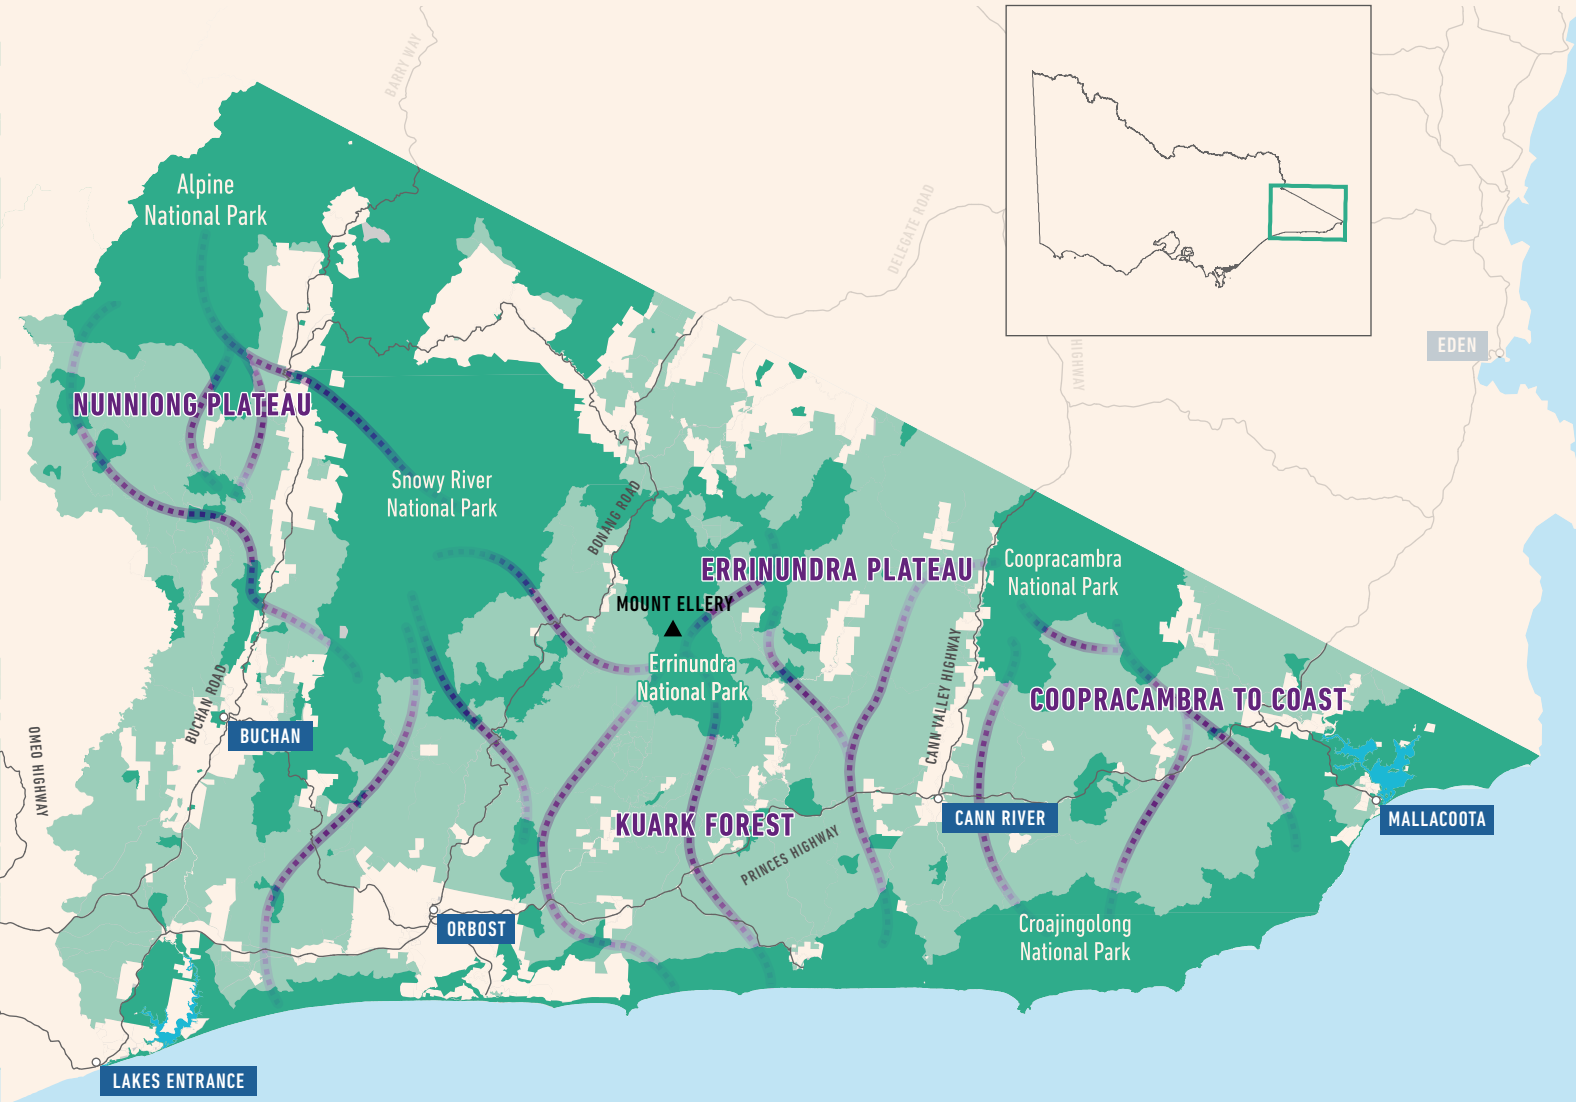 BARRY WAY
Alpine
National Park
DELEGATE ROAD
HIGHWAY
EDEN
NUNNIONG PLATEAU
Snowy River
National Park
BONANG ROAD
ERRINUNDRA PLATEAU
Coopracambra
National Park
MOUNT ELLERY
Errinundra
National Park
CANN VALLEY HIGHWAY
COOPRACAMBRA TO COAST
BUCHAN ROAD
BUCHAN
OMEO HIGHWAY
KUARK FOREST
PRINCES HIGHWAY
CANN RIVER
MALLACOOTA
ORBOST
Croajingolong
National Park
LAKES ENTRANCE